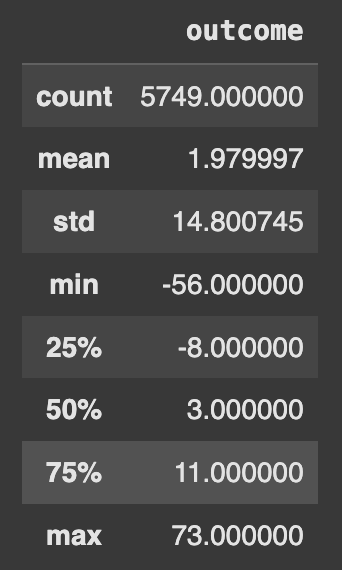 outcome
count 5749.000000
mean 1.979997
std 14.800745
min -56.000000
25% -8.000000
50% 3.000000
75% 11.000000
max 73.000000